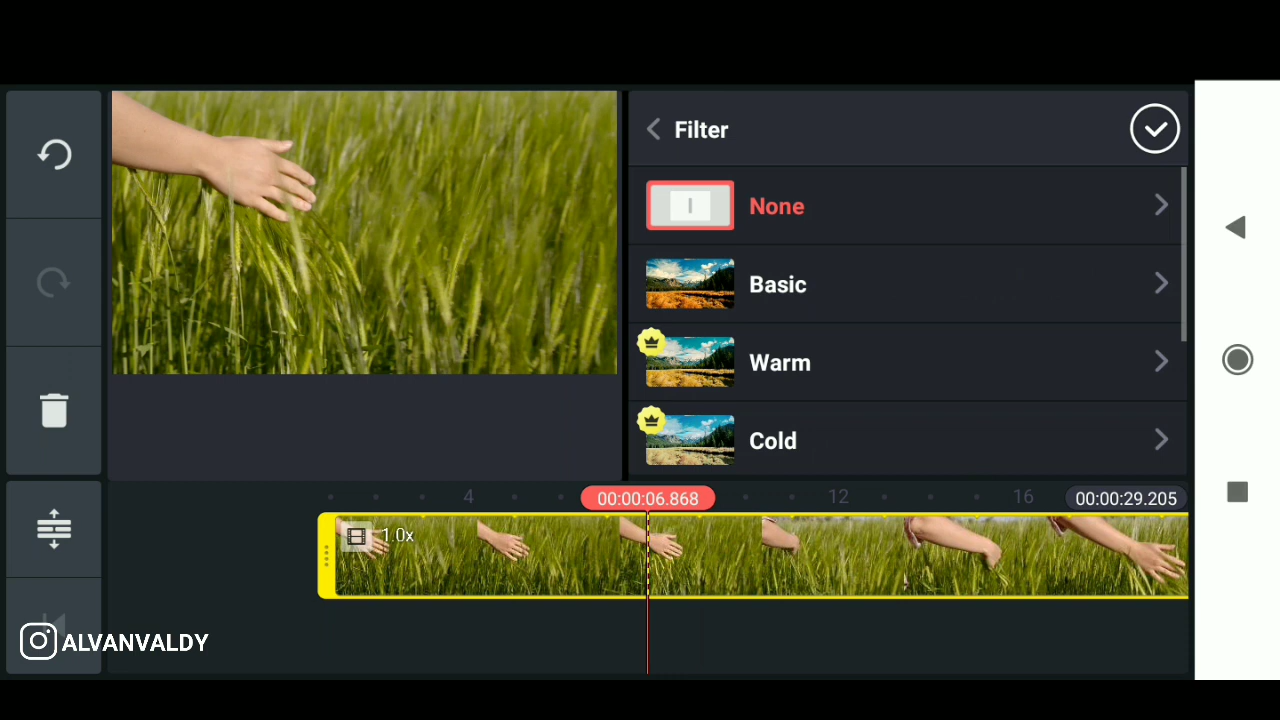 Filter
None
Basic
Warm
Cold
4
00:00:06.868
12
16
00:00:29.205
1.0x
ALVANVALDY